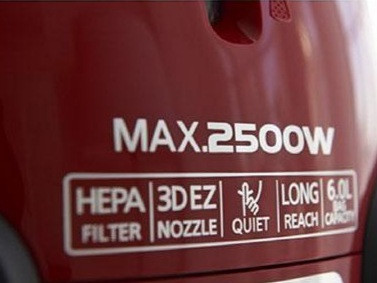 MAX.2500W
HEPA FILTER
3D EZ NOZZLE
QUIET
LONG REACH
6.0L BAG CAPACITY